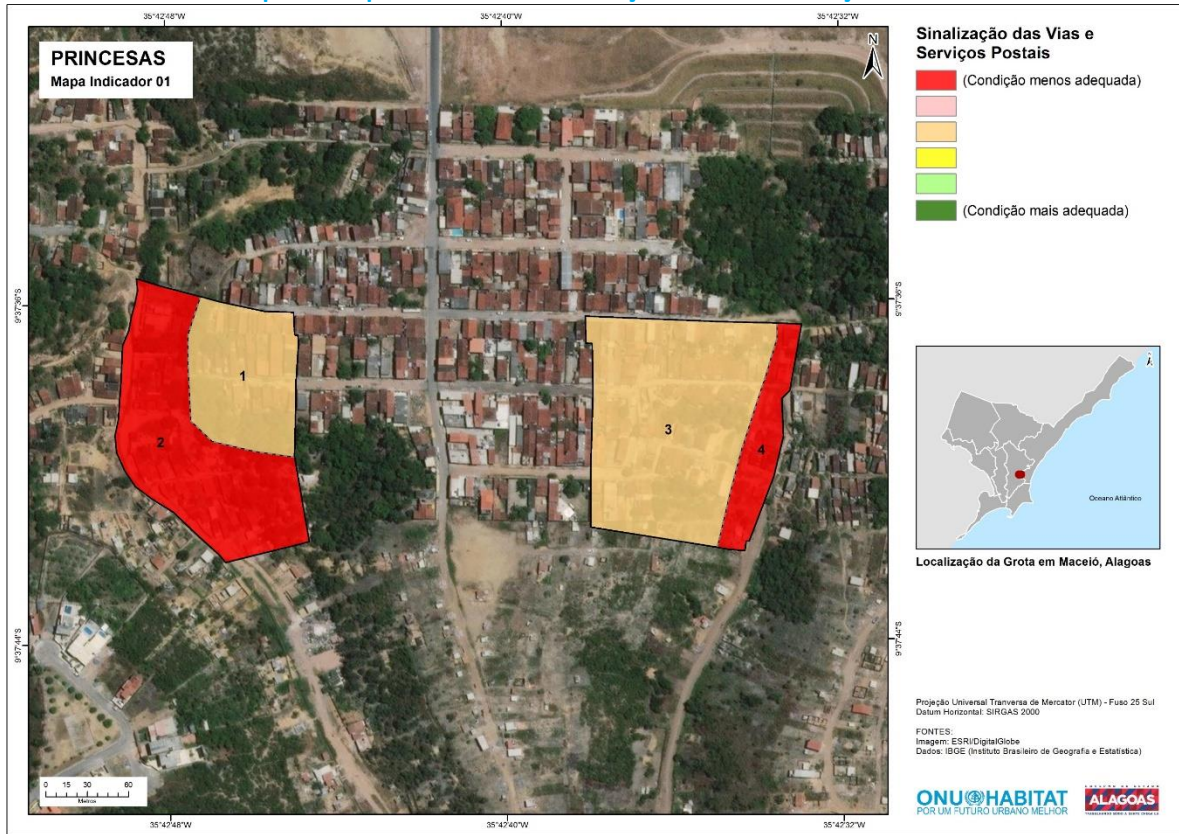 35°42'48"W
35°42'40"W
35°42'32"W
PRINCESAS
Mapa Indicador 01
N
Sinalização das Vias e
Serviços Postais
(Condição menos adequada)
(Condição mais adequada)
9°37'36"S
9°37'36"S
1
2
3
4
Oceano Atlântico
Localização da Grota em Maceió, Alagoas
9°37'44"S
9°37'44"S
Projeção Universal Tranversa de Mercator (UTM) - Fuso 25 Sul
Datum Horizontal: SIRGAS 2000
FONTES:
Imagem: ESRI/DigitalGlobe
Dados: IBGE (Instituto Brasileiro de Geografia e Estatística)
0 15 30 60
Metros
ONU HABITAT
POR UM FUTURO URBANO MELHOR
ALAGOAS
35°42'48"W
35°42'40"W
35°42'32"W